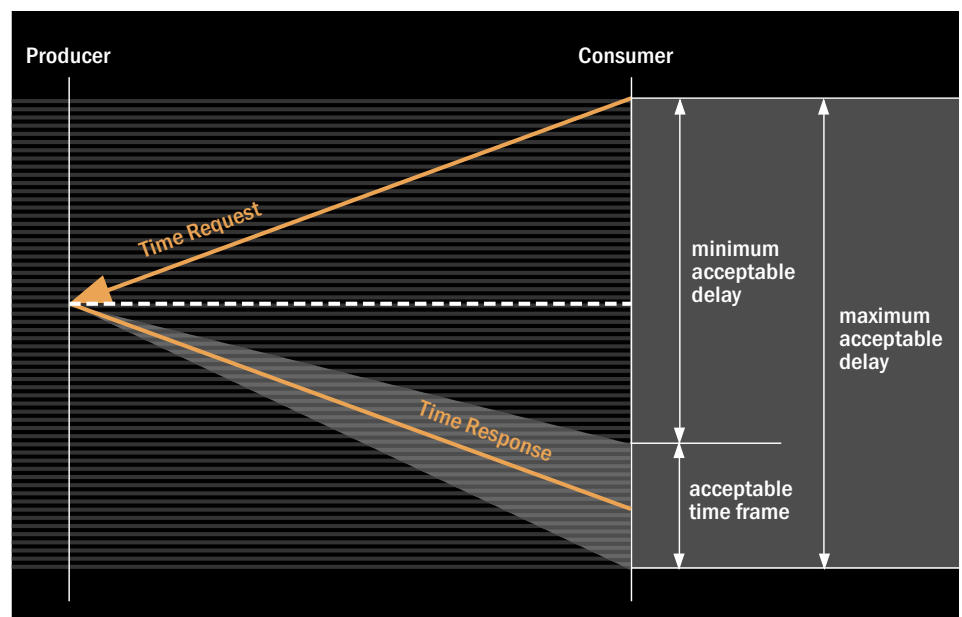 Producer
Consumer
Time Request
minimum
acceptable
delay
maximum
acceptable
delay
Time Response
acceptable
time frame